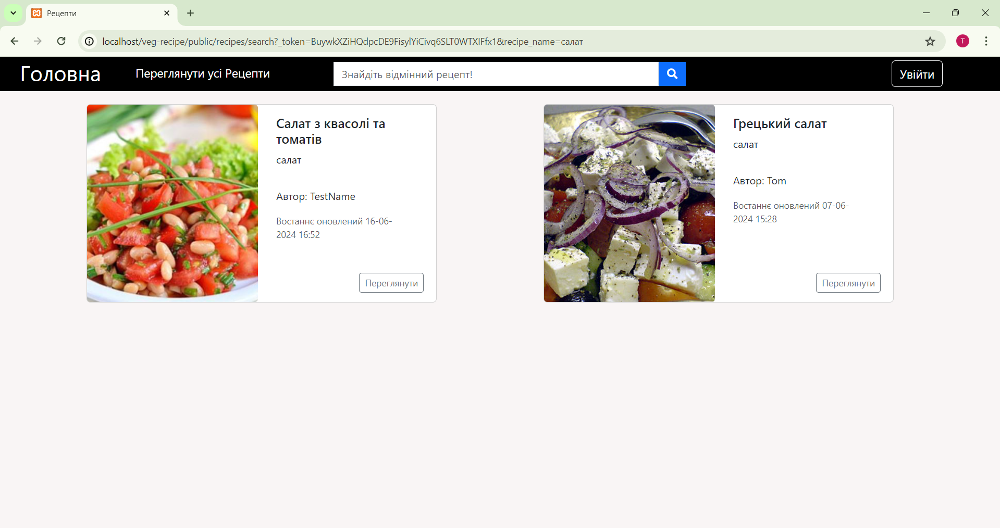 Рецепти
localhost/veg-recipe/public/recipes/search?_token=BuywkXZiHQdpcDE9FisylYiCivq6SLT0WTXIFfx1&recipe_name=салат
T
Головна
Переглянути усі Рецепти
Знайдіть відмінний рецепт!
Увійти
Салат з квасолі та
томатів
салат
Автор: TestName
Востаннє оновлений 16-06-
2024 16:52
Переглянути
Грецький салат
салат
Автор: Tom
Востаннє оновлений 07-06-
2024 15:28
Переглянути